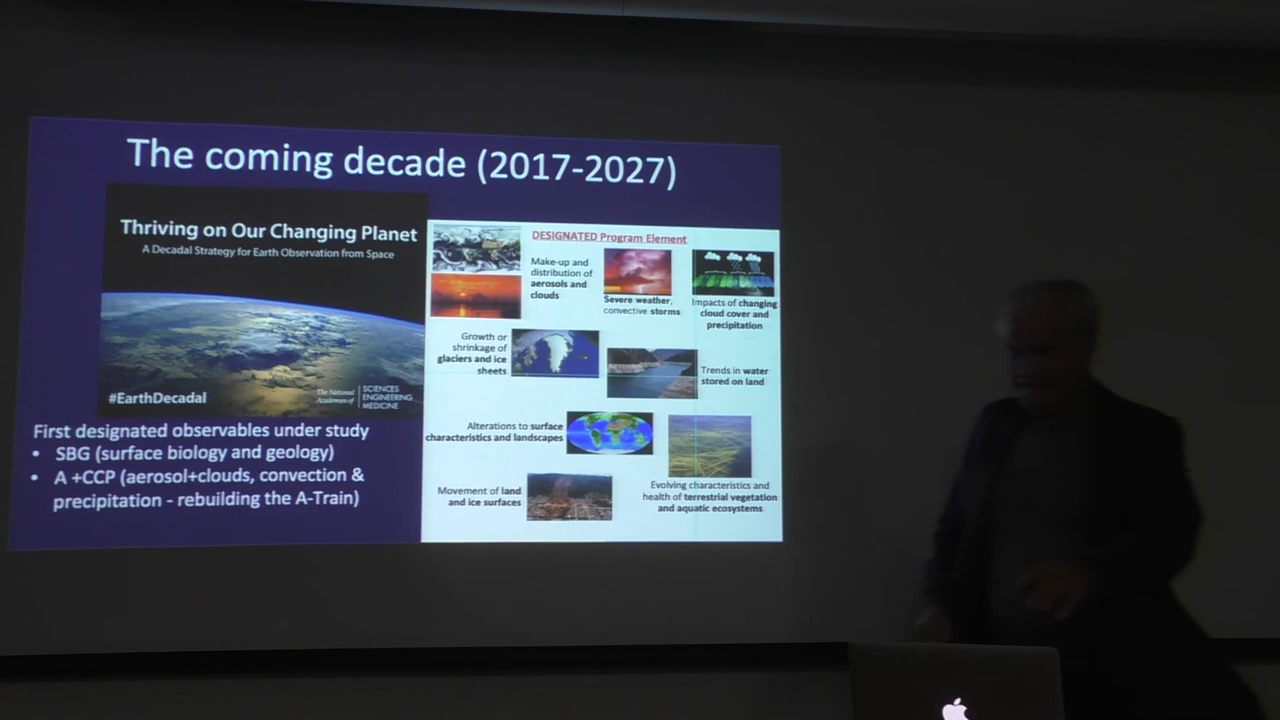 The coming decade (2017-2027)
Thriving on Our Changing Planet
A Decadal Strategy for Earth Observation from Space
#EarthDecadal
The National
Academies of
SCIENCES
ENGINEERING
MEDICINE
First designated observables under study
• SBG (surface biology and geology)
• A +CCP (aerosol+clouds, convection &
precipitation - rebuilding the A-Train)
DESIGNATED Program Element
Make-up and
distribution of
aerosols and
clouds
Severe weather,
convective storms
Impacts of changing
cloud cover and
precipitation
Growth or
shrinkage of
glaciers and ice
sheets
Trends in water
stored on land
Alterations to surface
characteristics and landscapes
Evolving characteristics and
health of terrestrial vegetation
and aquatic ecosystems
Movement of land
and ice surfaces